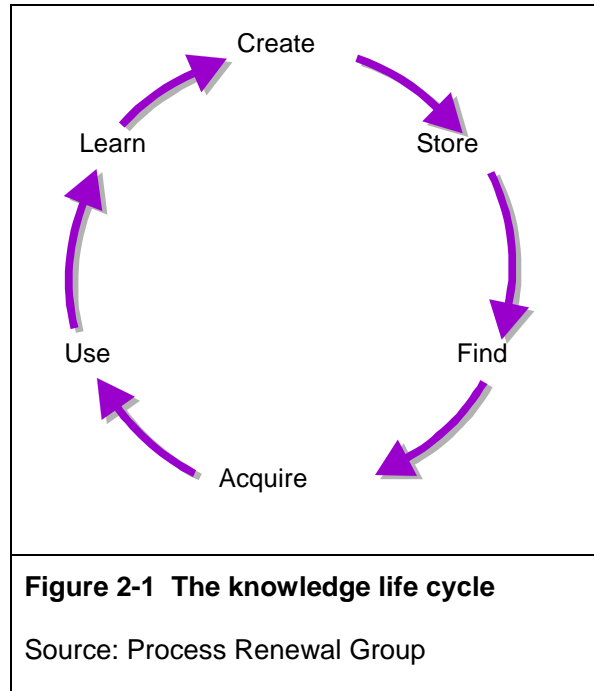 Create
Store
Find
Acquire
Use
Learn
Figure 2-1 The knowledge life cycle
Source: Process Renewal Group